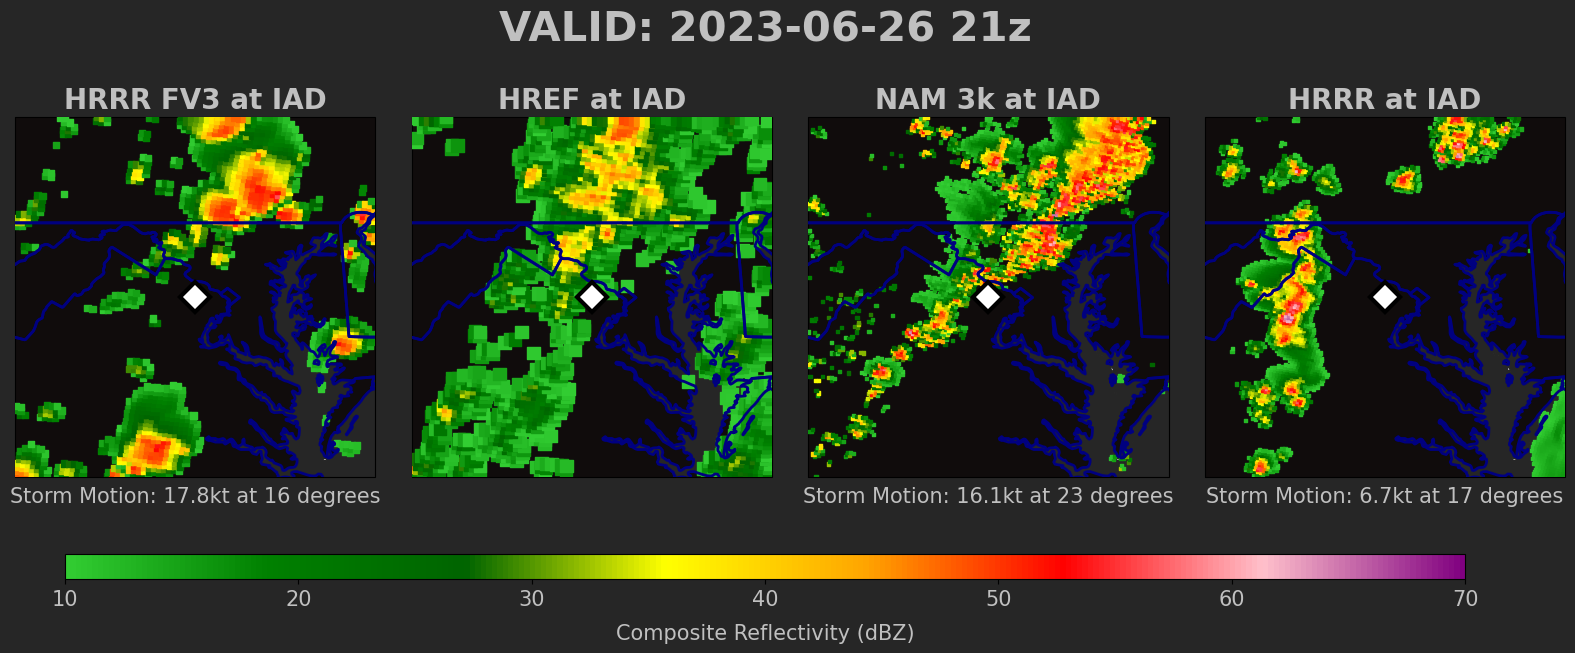 VALID: 2023-06-26 21z
HRRR FV3 at IAD
HREF at IAD
NAM 3k at IAD
HRRR at IAD
Storm Motion: 17.8kt at 16 degrees
Storm Motion: 16.1kt at 23 degrees
Storm Motion: 6.7kt at 17 degrees
10 20 30 40 50 60 70
Composite Reflectivity (dBZ)